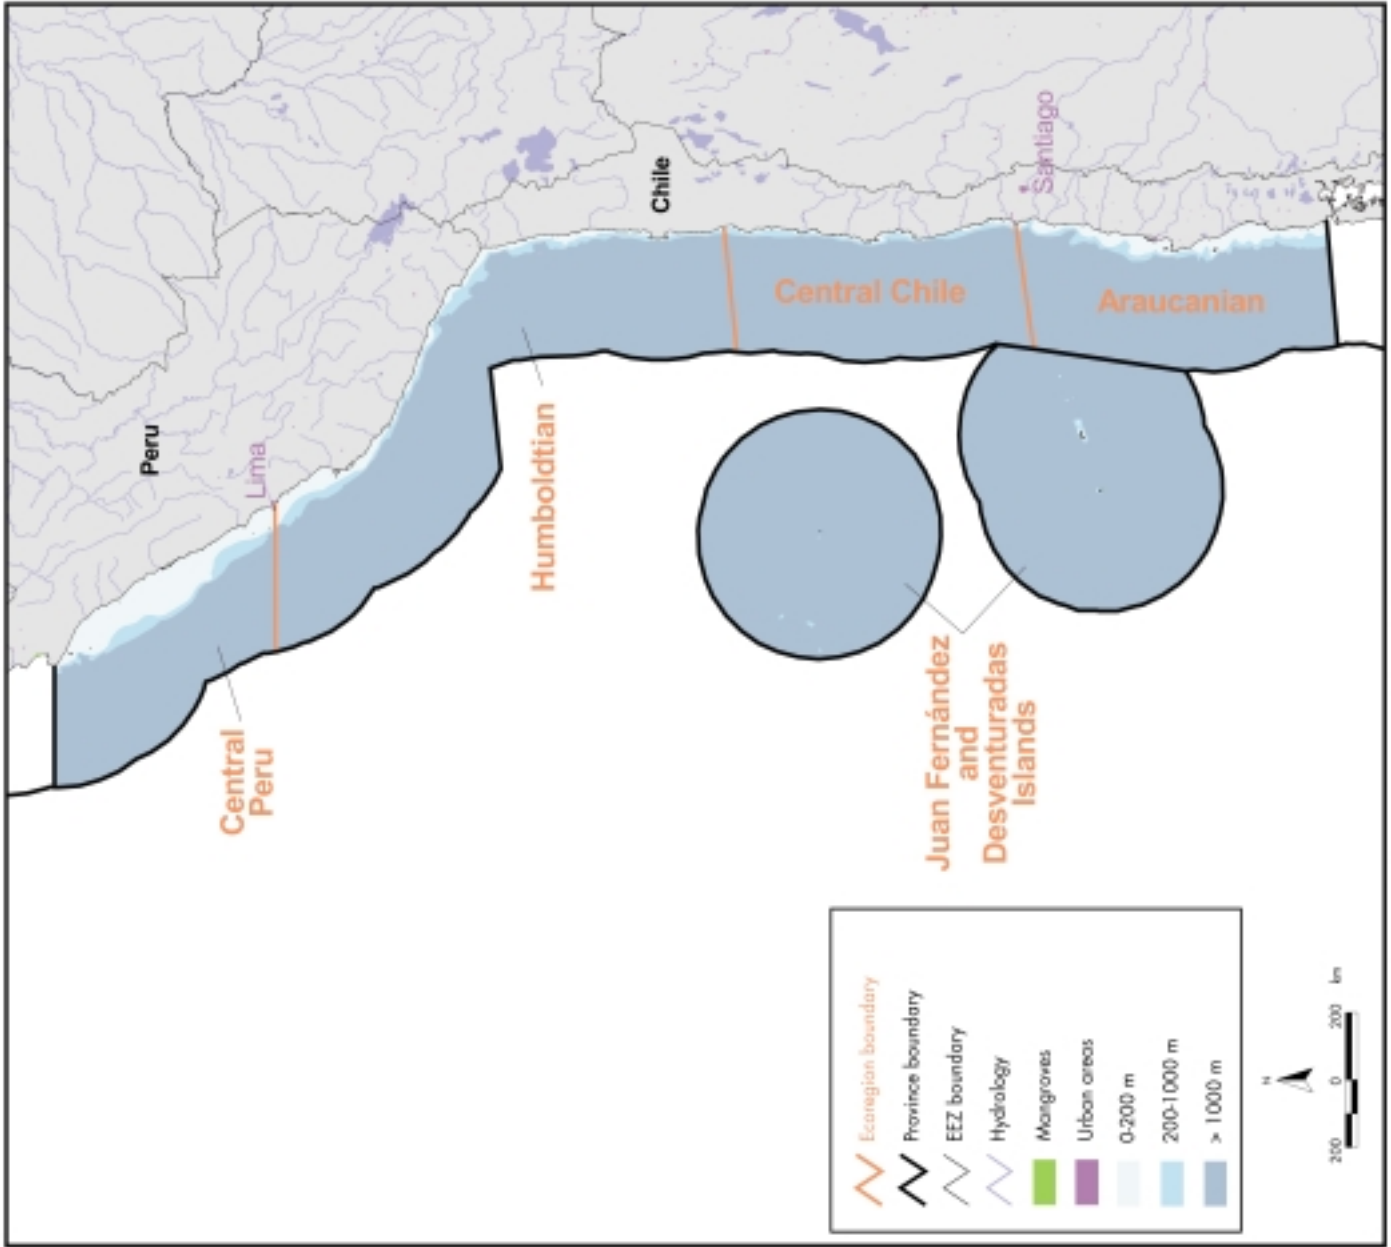 Peru
Lima
Chile
Santiago
Central Chile
Araucanian
Humboldtian
Central
Peru
Juan Fernández
and
Desventuradas
Islands
Ecoregion boundary
Province boundary
EEZ boundary
Hydrology
Mangroves
Urban areas
0-200 m
200-1000 m
> 1000 m
N
200 0 200 km